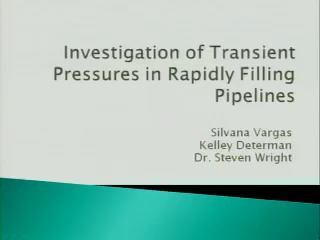 Investigation of Transient
Pressures in Rapidly Filling
Pipelines
Silvana Vargas
Kelley Determan
Dr. Steven Wright